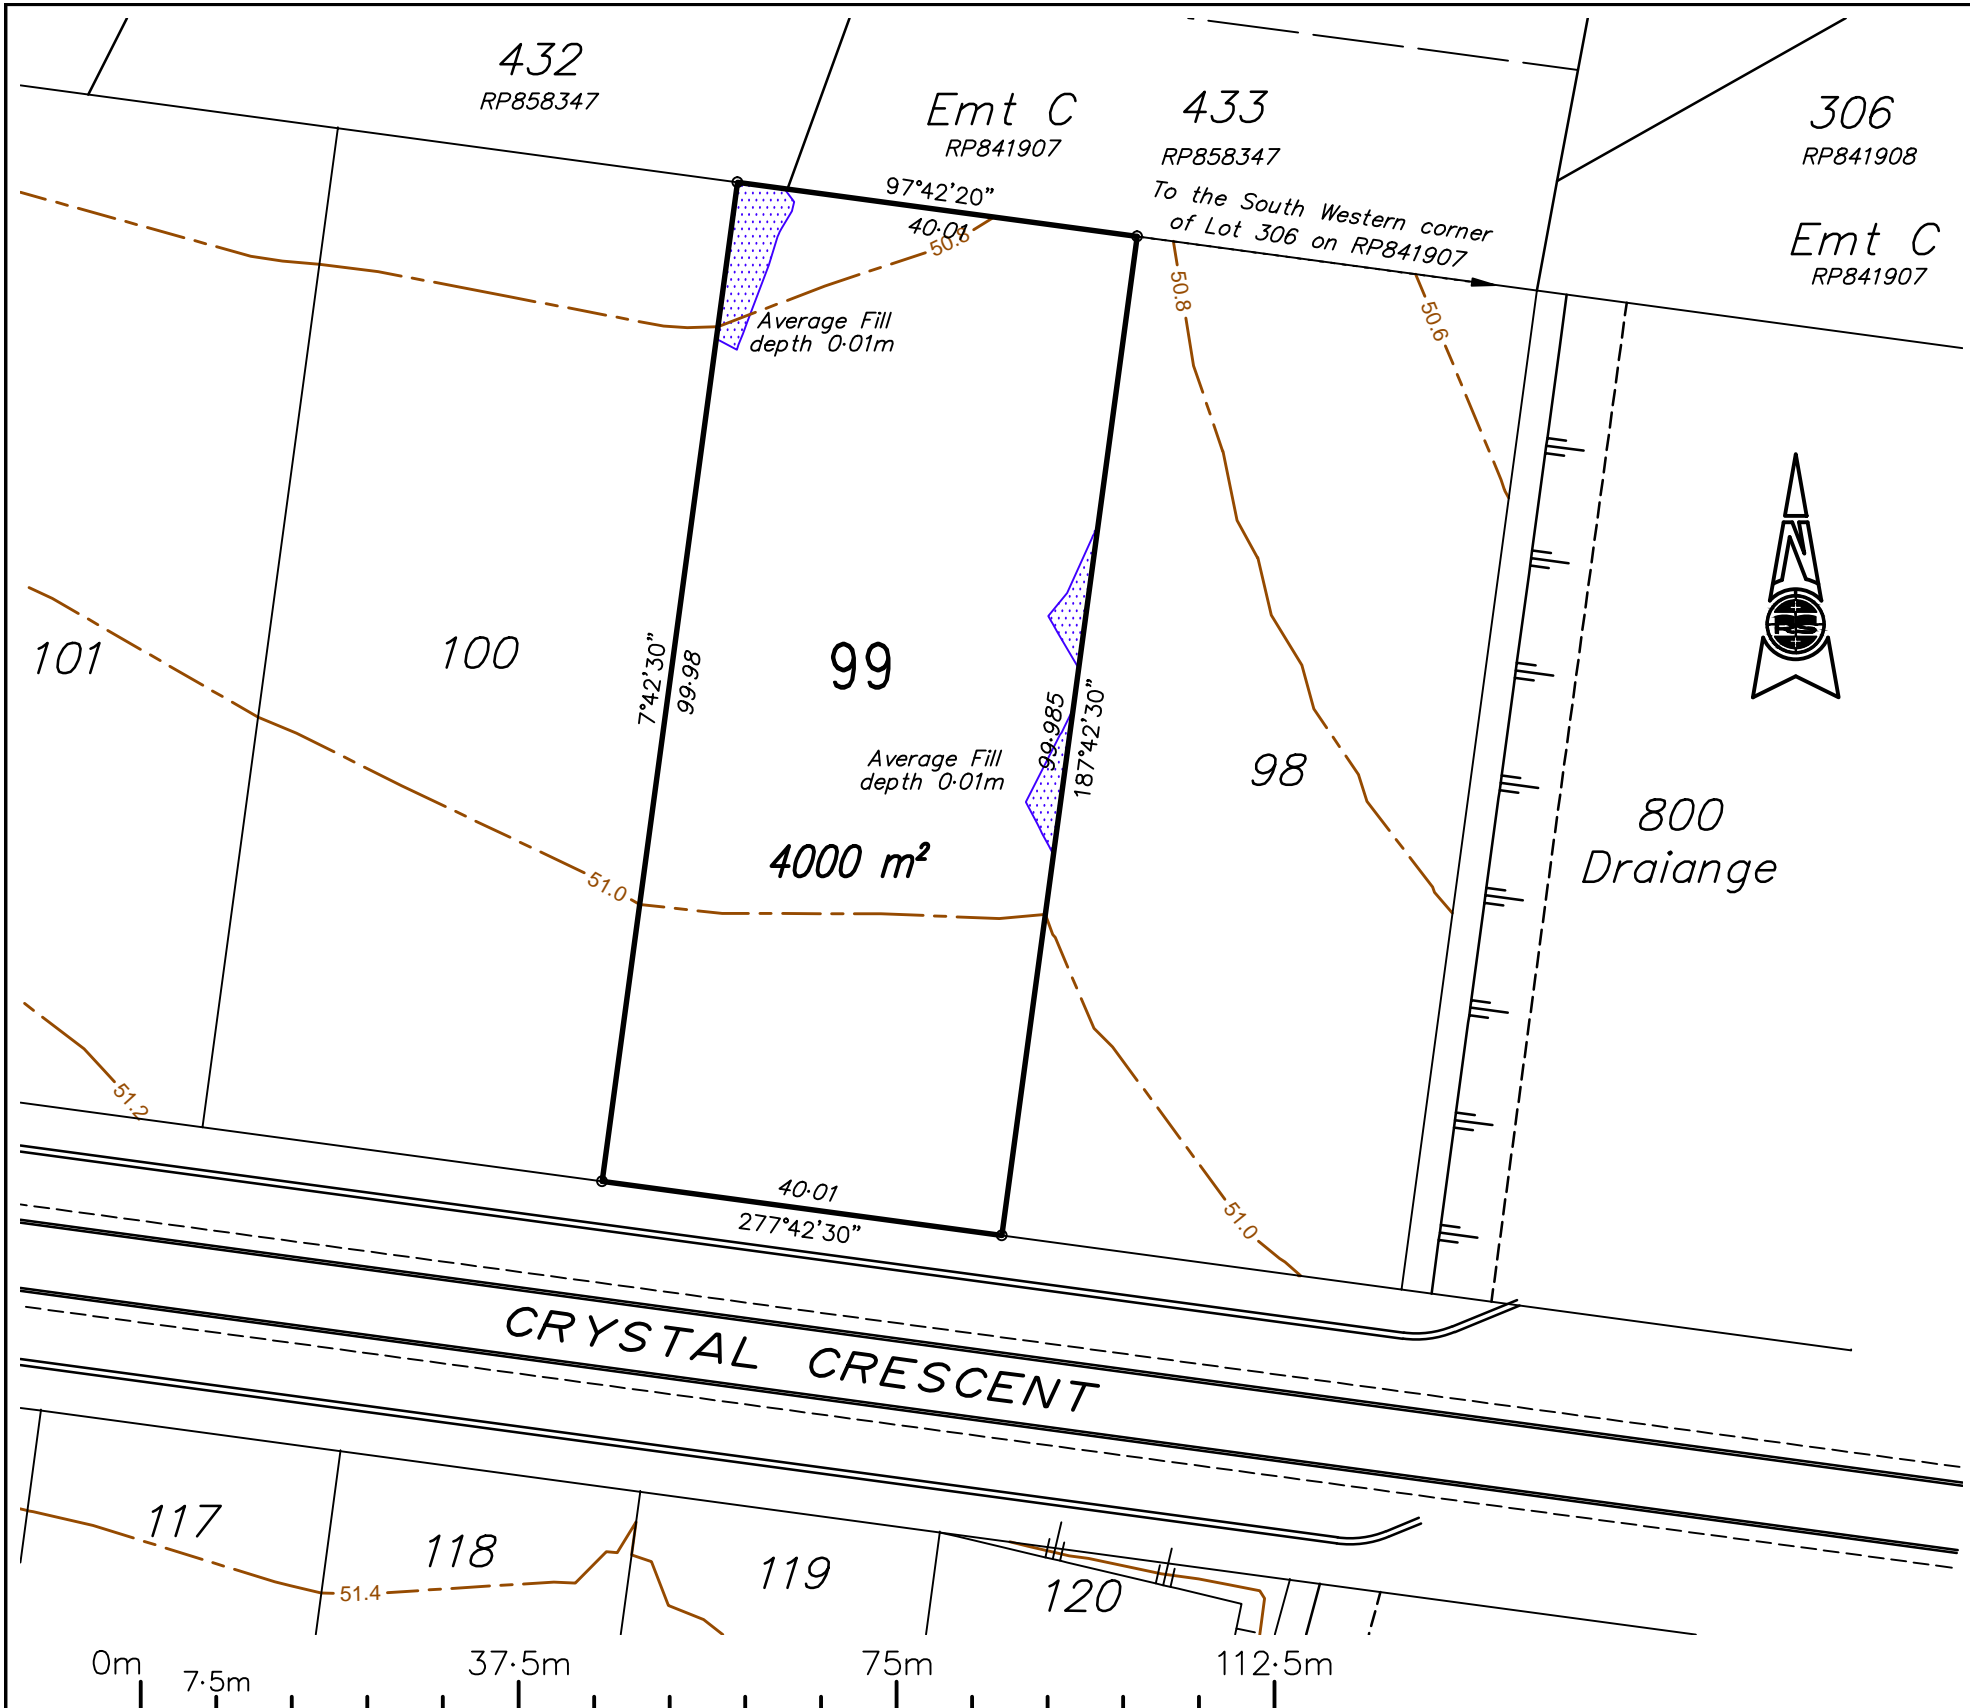 432
RP858347
Emt C
RP841907
433
RP858347
306
RP841908
To the South Western corner
of Lot 306 on RP841907
Emt C
RP841907
97°42'20"
40·01
50.8
50.8
50.6
Average Fill
depth 0·01m
101
100
7°42'30"
99·98
99
99·985
187°42'30"
Average Fill
depth 0·01m
98
N
RS
800
Draiange
4000 m²
51.0
51.2
40·01
277°42'30"
51.0
CRYSTAL CRESCENT
117
118
119
120
51.4
0m
7·5m
37·5m
75m
112·5m